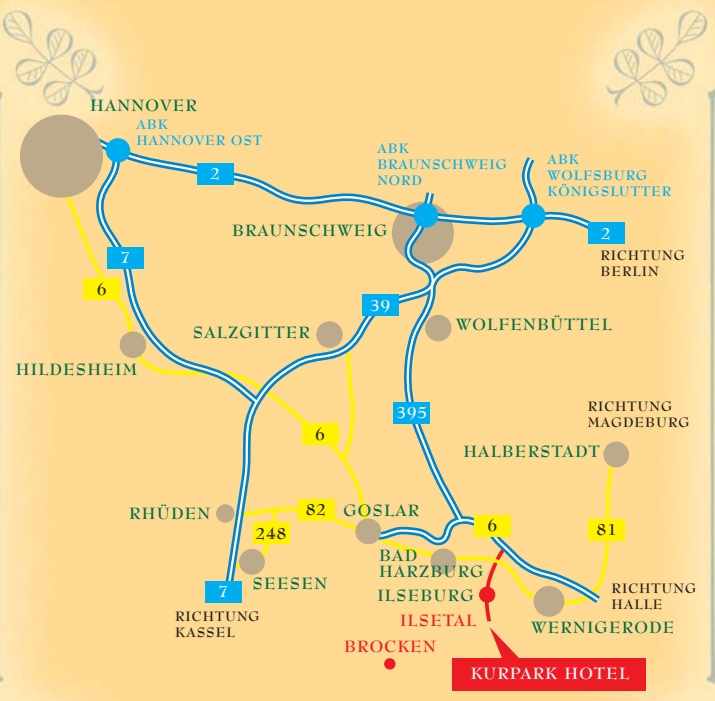 HANNOVER
ABK
HANNOVER OST
ABK
BRAUNSCHWEIG
NORD
ABK
WOLFSBURG
KÖNIGSLUTTER
2
BRAUNSCHWEIG
2
RICHTUNG
BERLIN
7
6
39
SALZGITTER
WOLFENBÜTTEL
HILDESHEIM
395
RICHTUNG
MAGDEBURG
6
HALBERSTADT
RHÜDEN
82
GOSLAR
248
6
81
BAD
HARZBURG
SEESEN
7
ILSEBURG
RICHTUNG
HALLE
RICHTUNG
KASSEL
ILSETAL
WERNIGERODE
BROCKEN
KURPARK HOTEL